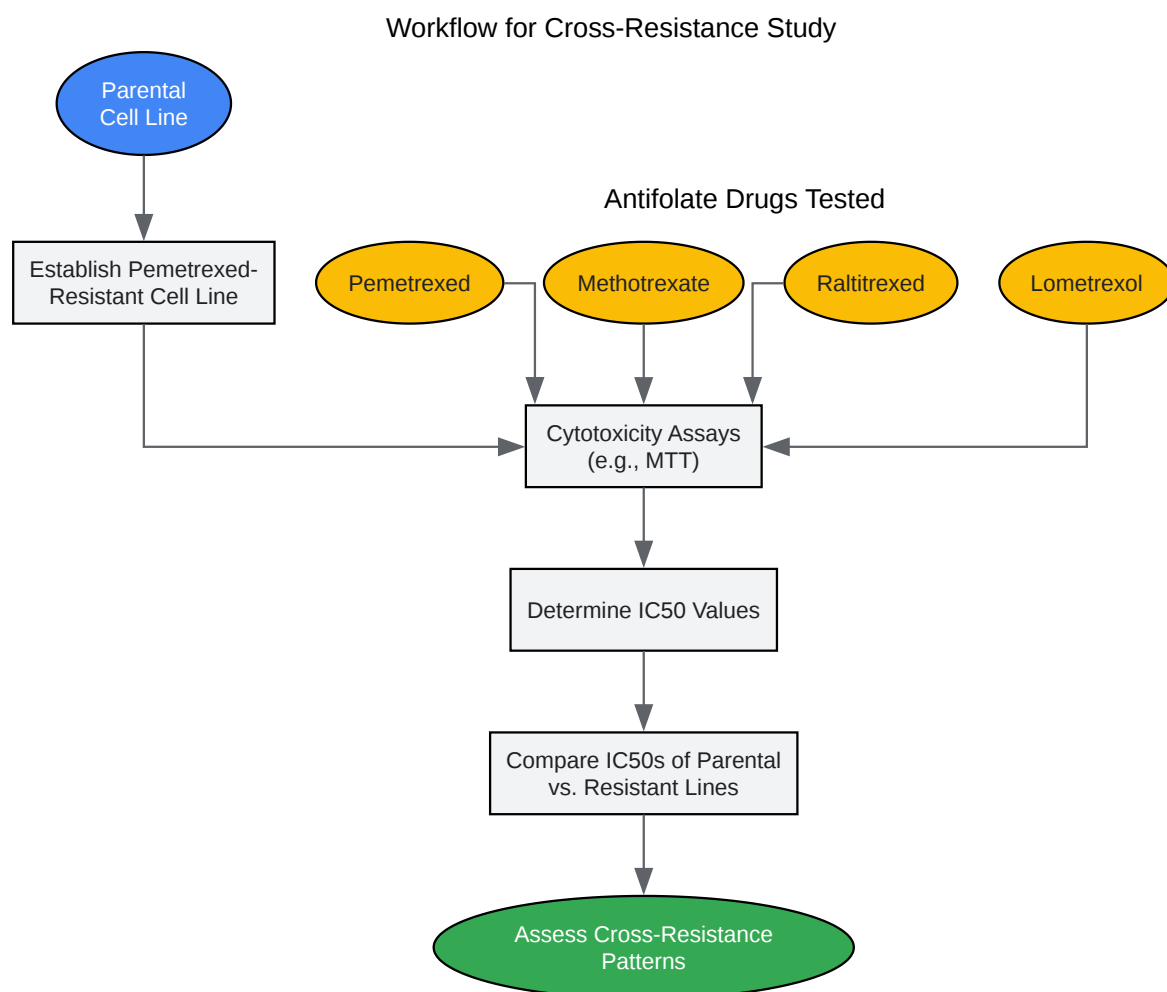 Workflow for Cross-Resistance Study
Parental
Cell Line
Antifolate Drugs Tested
Establish Pemetrexed-
Resistant Cell Line
Pemetrexed
Methotrexate
Raltitrexed
Lometrexol
Cytotoxicity Assays
(e.g., MTT)
Determine IC50 Values
Compare IC50s of Parental
vs. Resistant Lines
Assess Cross-Resistance
Patterns